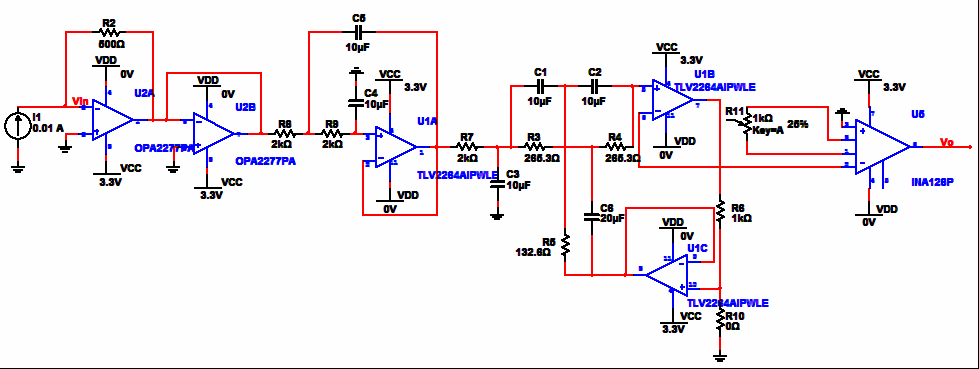 R2
500Ω
VDD
0V
Vin
U2A
I1
0.01 A
OPA2277PA
VCC
3.3V
VDD
0V
U2B
OPA2277PA
VCC
3.3V
R8
2kΩ
R9
2kΩ
C5
10µF
C4
10µF
VCC
3.3V
U1A
TLV2264AIPWLE
VDD
0V
R7
2kΩ
C3
10µF
C1
10µF
C2
10µF
R3
265.3Ω
R4
265.3Ω
C6
20µF
R5
132.6Ω
VCC
3.3V
U1B
TLV2264AIPWLE
VDD
0V
VDD
0V
U1C
TLV2264AIPWLE
VCC
3.3V
R6
1kΩ
R10
0Ω
R11
1kΩ
Key=A
25%
VCC
3.3V
U5
INA128P
VDD
0V
Vo